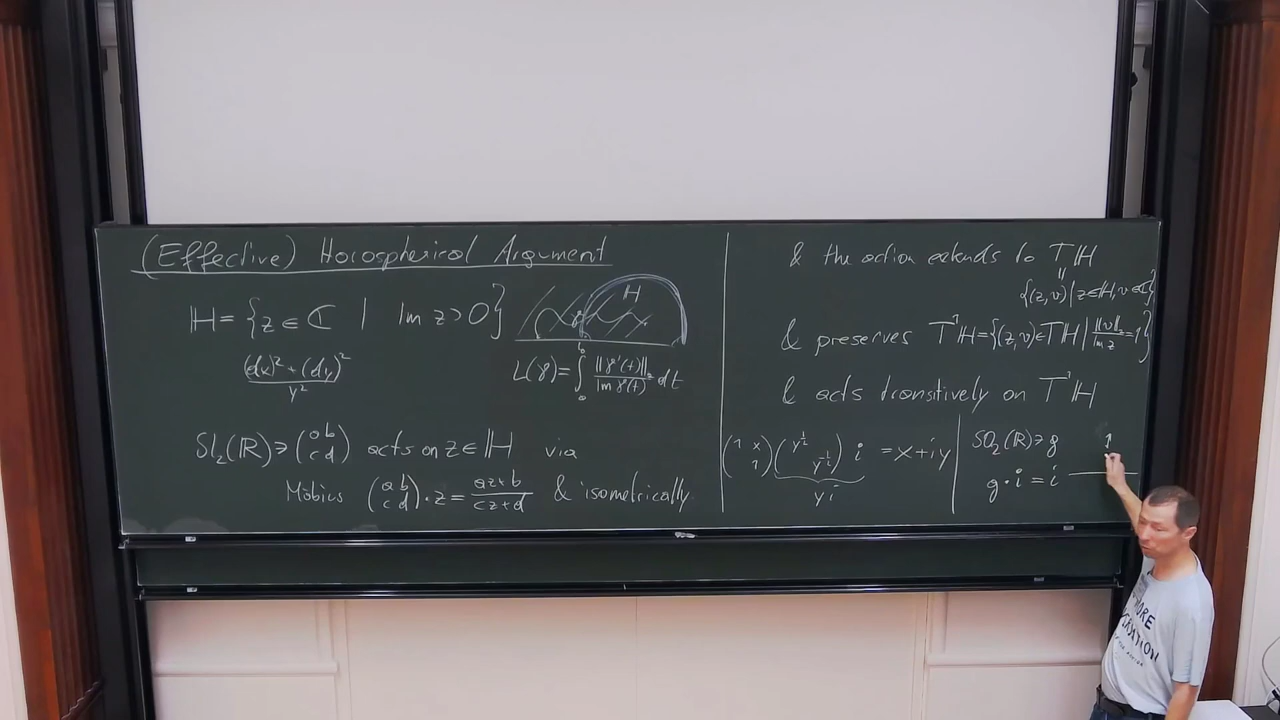 (Effective) Horospherical Argument
ℍ = {z ∈ ℂ | Im z > 0}
H
((dx)² + (dy)²) / y²
L(γ) = ∫ ‖γ'(t)‖₂ / Im γ(t) dt
SL₂(ℝ) ∋ (a b; c d) acts on z ∈ ℍ via
Möbius (a b; c d) · z = (az+b)/(cz+d) & isometrically
& the action extends to Tℍ
= {(z,v) | z ∈ ℍ, v ∈ ℂ}
& preserves T¹ℍ = {(z,v) ∈ Tℍ | ‖v‖₂ / Im z = 1}
& acts transitively on T¹ℍ
(1 x; 1)(y^{1/2}; y^{-1/2}) i = x + iy
yi
SO₂(ℝ) ∋ g
g · i = i